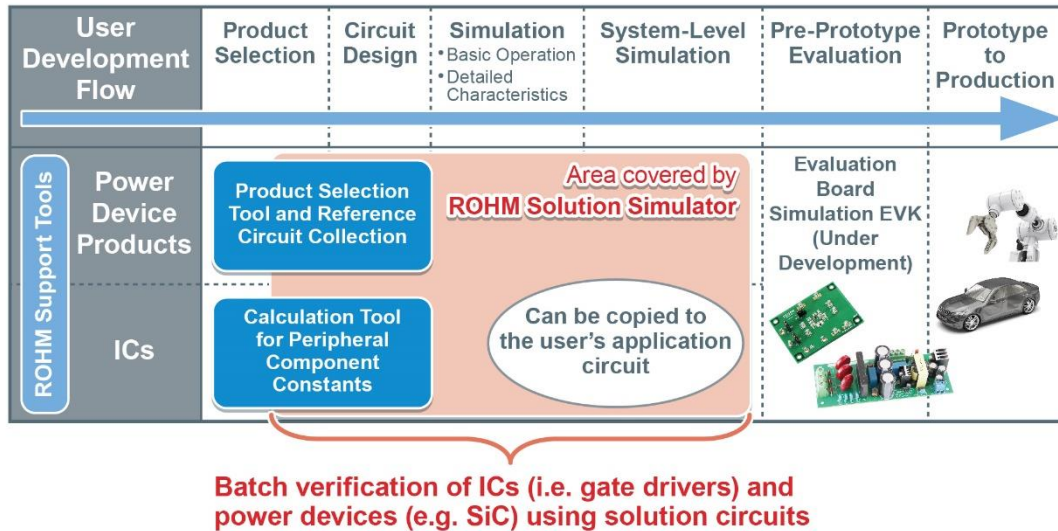 User
Development
Flow
Product
Selection
Circuit
Design
Simulation
•Basic Operation
•Detailed
Characteristics
System-Level
Simulation
Pre-Prototype
Evaluation
Prototype
to
Production
ROHM Support Tools
Power
Device
Products
Product Selection
Tool and Reference
Circuit Collection
Area covered by
ROHM Solution Simulator
Evaluation
Board
Simulation EVK
(Under
Development)
ICs
Calculation Tool
for Peripheral
Component
Constants
Can be copied to
the user's application
circuit
Batch verification of ICs (i.e. gate drivers) and
power devices (e.g. SiC) using solution circuits